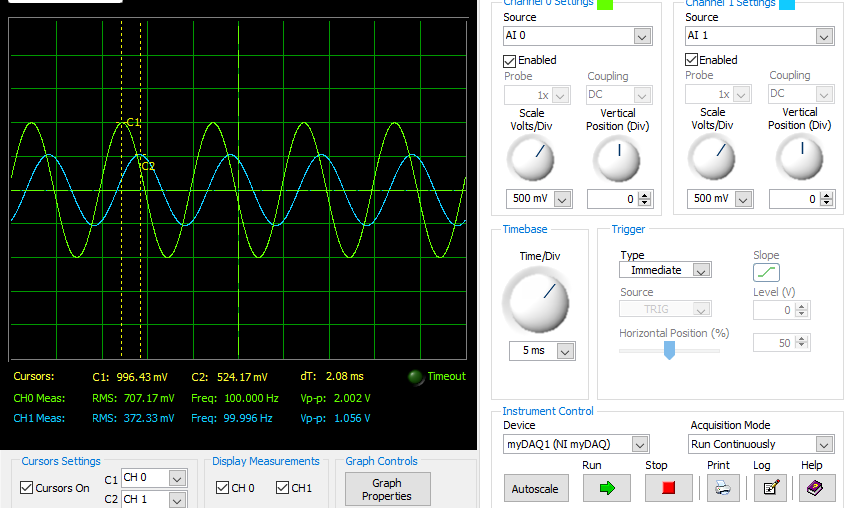 C1
C2
Cursors: C1: 996.43 mV C2: 524.17 mV dT: 2.08 ms Timeout
CH0 Meas: RMS: 707.17 mV Freq: 100.000 Hz Vp-p: 2.002 V
CH1 Meas: RMS: 372.33 mV Freq: 99.996 Hz Vp-p: 1.056 V
Cursors Settings
Cursors On
C1 CH 0
C2 CH 1
Display Measurements
CH 0 CH1
Graph Controls
Graph
Properties
Channel 0 Settings
Source
AI 0
Enabled
Probe Coupling
1x DC
Scale Vertical
Volts/Div Position (Div)
500 mV 0
Channel 1 Settings
Source
AI 1
Enabled
Probe Coupling
1x DC
Scale Vertical
Volts/Div Position (Div)
500 mV 0
Timebase
Time/Div
5 ms
Trigger
Type Slope
Immediate
Source Level (V)
TRIG 0
Horizontal Position (%)
50
Instrument Control
Device Acquisition Mode
myDAQ1 (NI myDAQ) Run Continuously
Run Stop Print Log Help
Autoscale